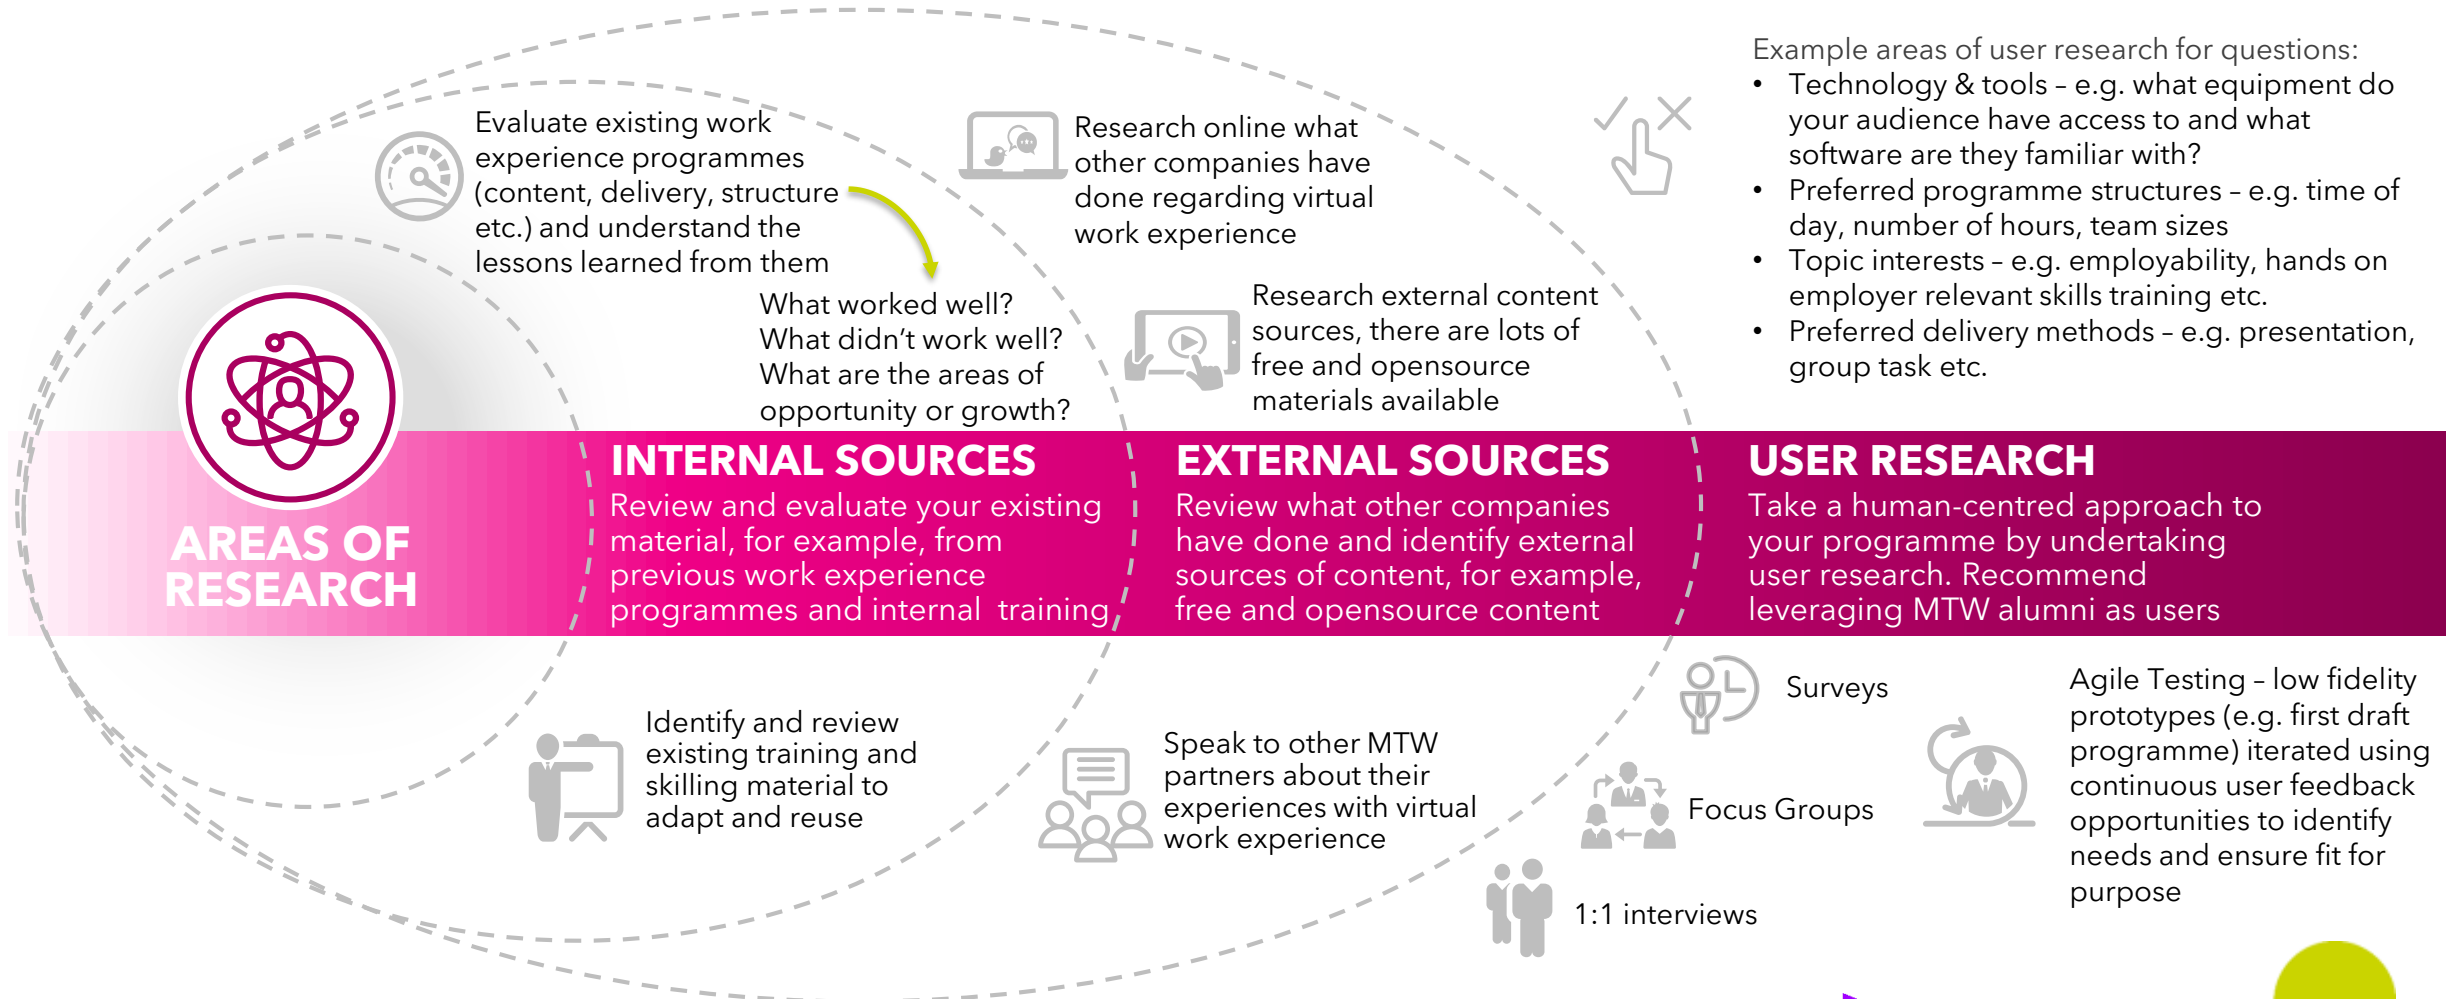 Evaluate existing work
experience programmes
(content, delivery, structure
etc.) and understand the
lessons learned from them
What worked well?
What didn’t work well?
What are the areas of
opportunity or growth?
Research online what
other companies have
done regarding virtual
work experience
Research external content
sources, there are lots of
free and opensource
materials available
Example areas of user research for questions:
• Technology & tools – e.g. what equipment do
your audience have access to and what
software are they familiar with?
• Preferred programme structures – e.g. time of
day, number of hours, team sizes
• Topic interests – e.g. employability, hands on
employer relevant skills training etc.
• Preferred delivery methods – e.g. presentation,
group task etc.
AREAS OF
RESEARCH
INTERNAL SOURCES
Review and evaluate your existing
material, for example, from
previous work experience
programmes and internal training
EXTERNAL SOURCES
Review what other companies
have done and identify external
sources of content, for example,
free and opensource content
USER RESEARCH
Take a human-centred approach to
your programme by undertaking
user research. Recommend
leveraging MTW alumni as users
Identify and review
existing training and
skilling material to
adapt and reuse
Speak to other MTW
partners about their
experiences with virtual
work experience
Surveys
Focus Groups
1:1 interviews
Agile Testing – low fidelity
prototypes (e.g. first draft
programme) iterated using
continuous user feedback
opportunities to identify
needs and ensure fit for
purpose